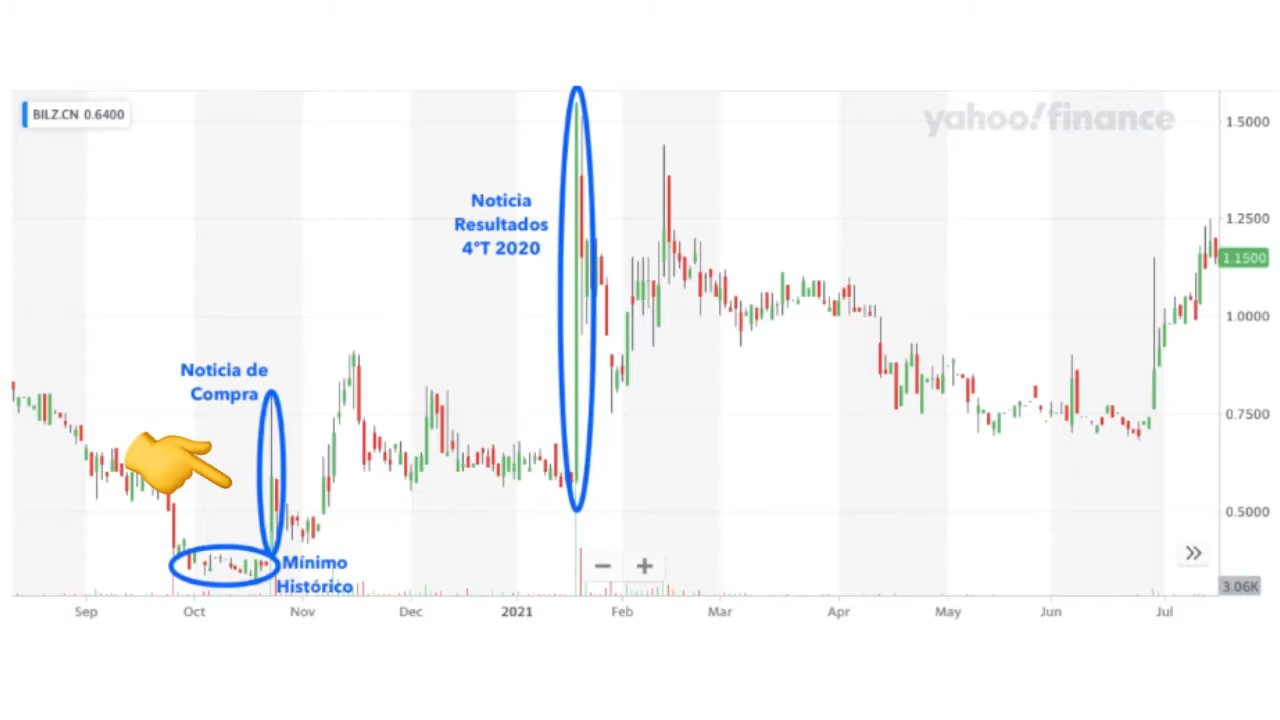 BILZ.CN 0.6400
yahoo!finance
1.5000
Noticia
Resultados
4°T 2020
1.2500
1.1500
1.0000
Noticia de
Compra
0.7500
0.5000
Mínimo
Histórico
3.06K
Sep Oct Nov Dec 2021 Feb Mar Apr May Jun Jul